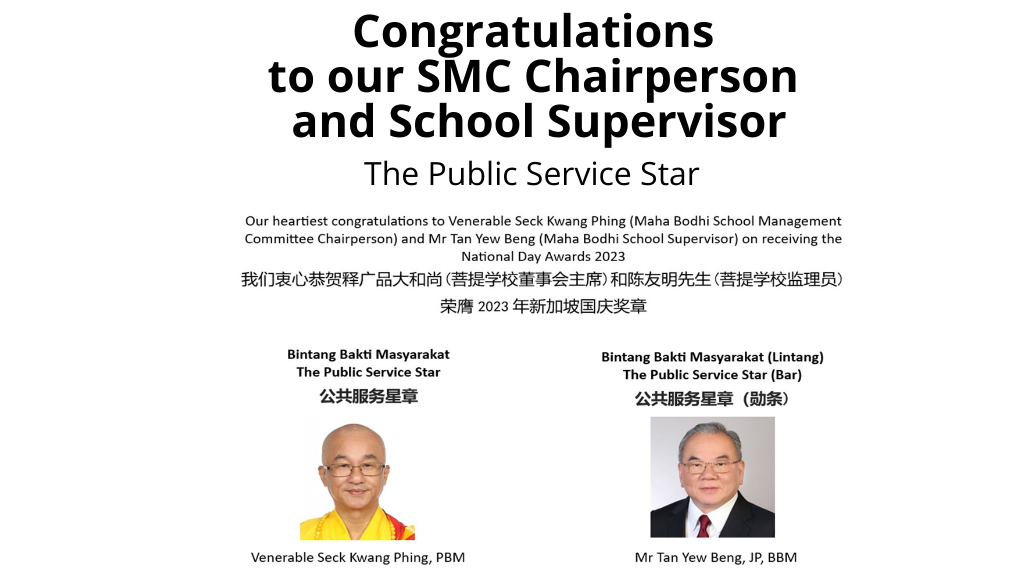 Congratulations
to our SMC Chairperson
and School Supervisor
The Public Service Star
Our heartiest congratulations to Venerable Seck Kwang Phing (Maha Bodhi School Management
Committee Chairperson) and Mr Tan Yew Beng (Maha Bodhi School Supervisor) on receiving the
National Day Awards 2023
我们衷心恭贺释广品大和尚(菩提学校董事会主席)和陈友明先生(菩提学校监理员)
荣膺 2023 年新加坡国庆奖章
Bintang Bakti Masyarakat
The Public Service Star
公共服务星章
Venerable Seck Kwang Phing, PBM
Bintang Bakti Masyarakat (Lintang)
The Public Service Star (Bar)
公共服务星章(勋条)
Mr Tan Yew Beng, JP, BBM